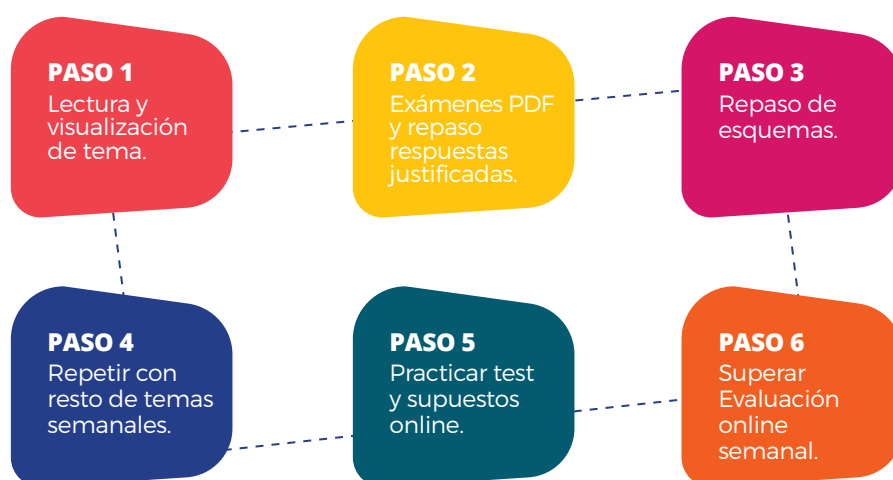 PASO 1
Lectura y
visualización
de tema.
PASO 2
Exámenes PDF
y repaso
respuestas
justificadas.
PASO 3
Repaso de
esquemas.
PASO 4
Repetir con
resto de temas
semanales.
PASO 5
Practicar test
y supuestos
online.
PASO 6
Superar
Evaluación
online
semanal.